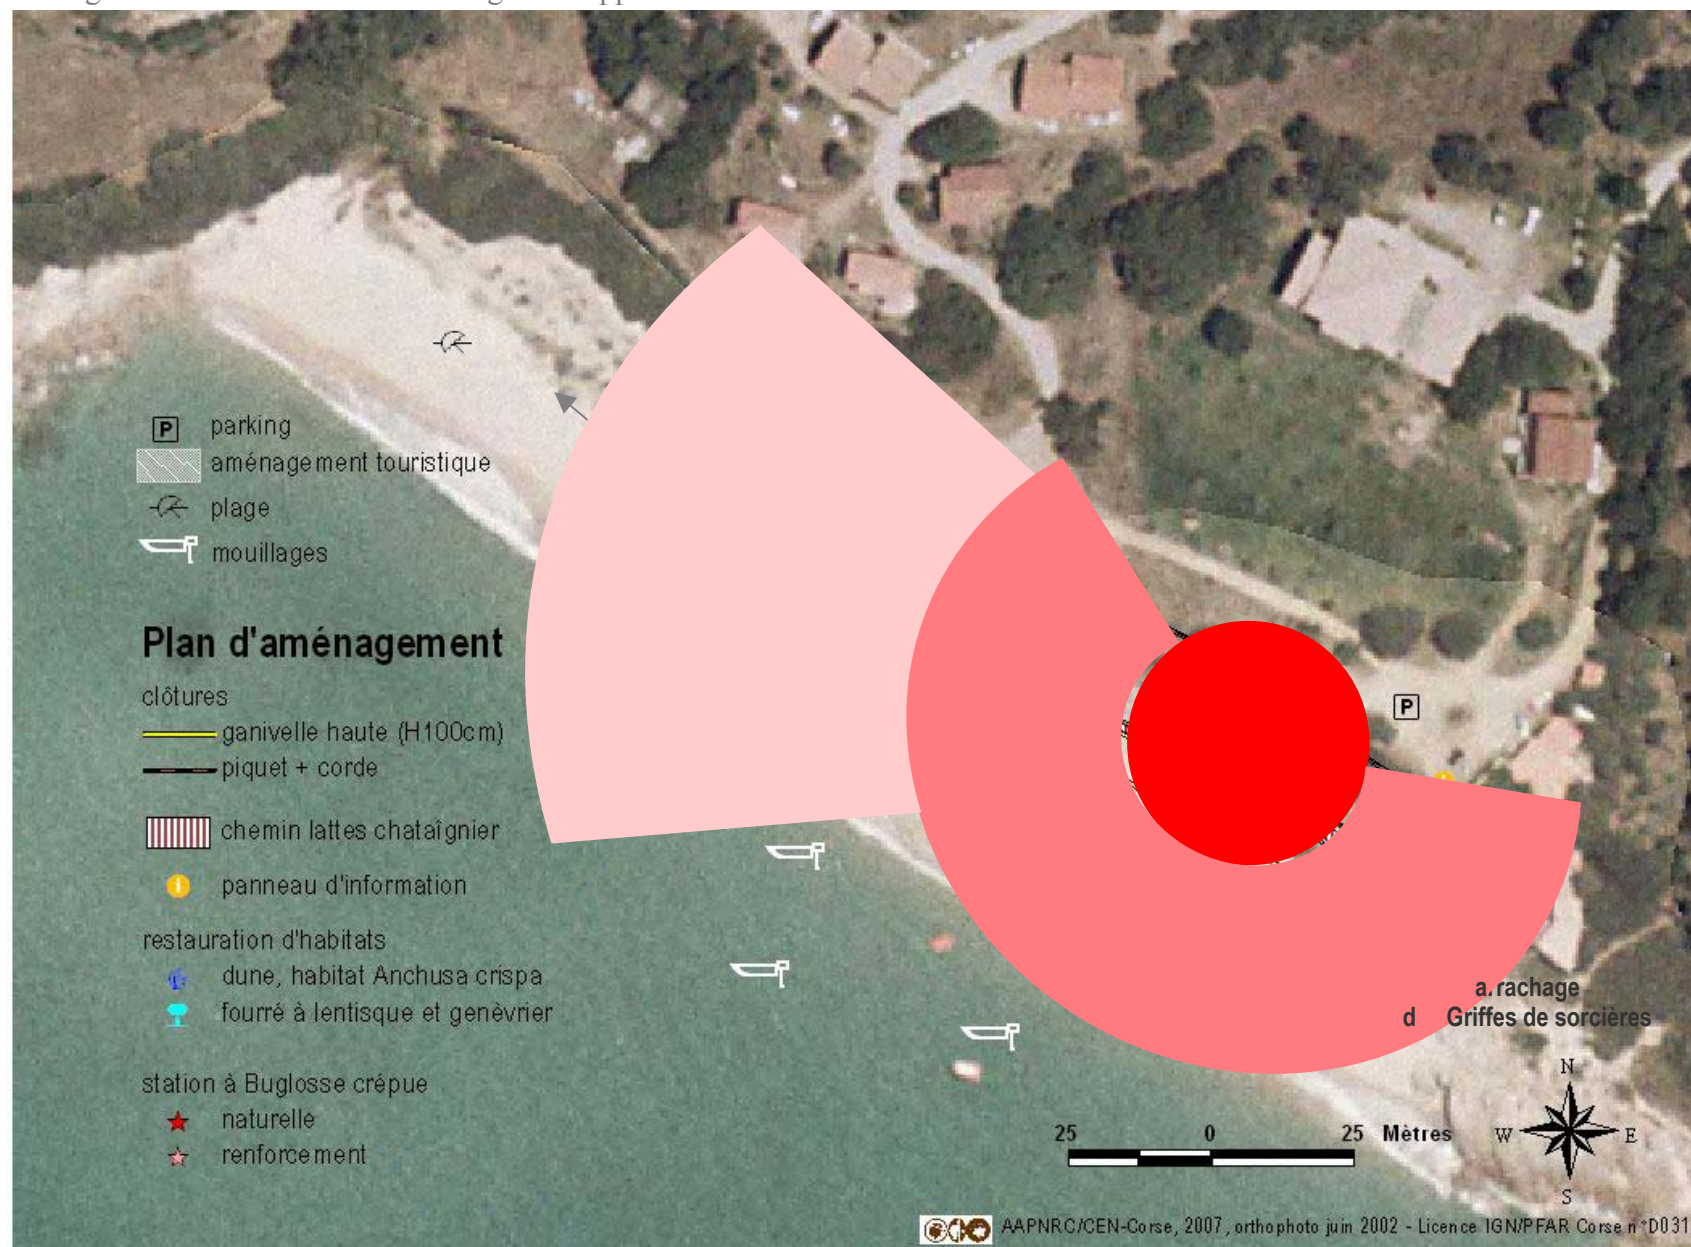 P parking
aménagement touristique
plage
mouillages
Plan d'aménagement
clôtures
ganivelle haute (H100cm)
piquet + corde
chemin lattes chataîgnier
i panneau d'information
restauration d'habitats
dune, habitat Anchusa crispa
fourré à lentisque et genèvrier
station à Buglosse crépue
naturelle
renforcement
P
rachage
d Griffes de sorcières
N
W E
S
25 0 25 Mètres
AAPNRC/CEN-Corse, 2007, orthophoto juin 2002 - Licence IGN/PFAR Corse n°D031